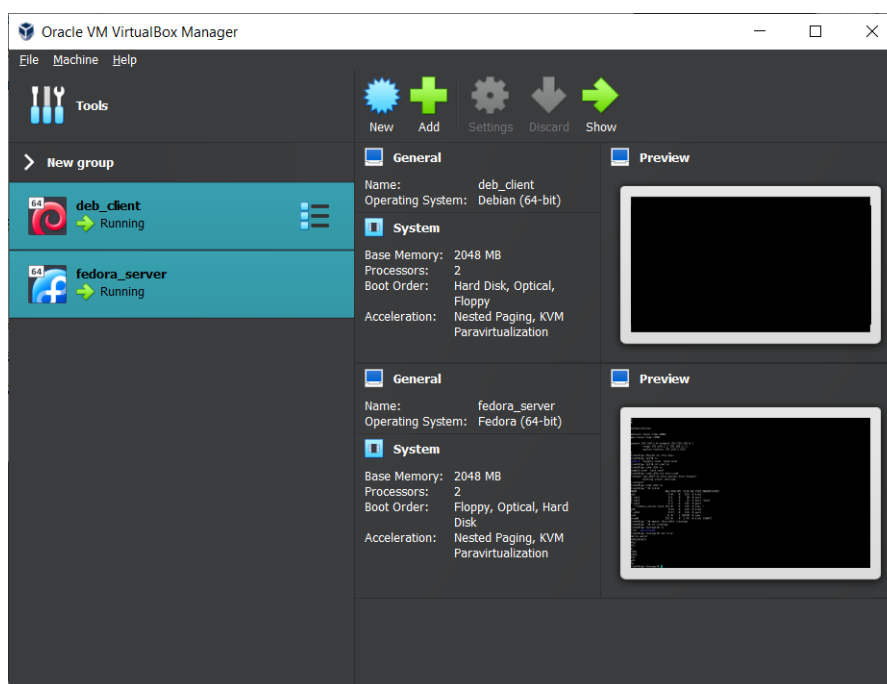 Oracle VM VirtualBox Manager
File Machine Help
Tools
New Add Settings Discard Show
New group
64 deb_client
Running
64 fedora_server
Running
General
Name: deb_client
Operating System: Debian (64-bit)
System
Base Memory: 2048 MB
Processors: 2
Boot Order: Hard Disk, Optical,
Floppy
Acceleration: Nested Paging, KVM
Paravirtualization
Preview
General
Name: fedora_server
Operating System: Fedora (64-bit)
System
Base Memory: 2048 MB
Processors: 2
Boot Order: Floppy, Optical, Hard
Disk
Acceleration: Nested Paging, KVM
Paravirtualization
Preview